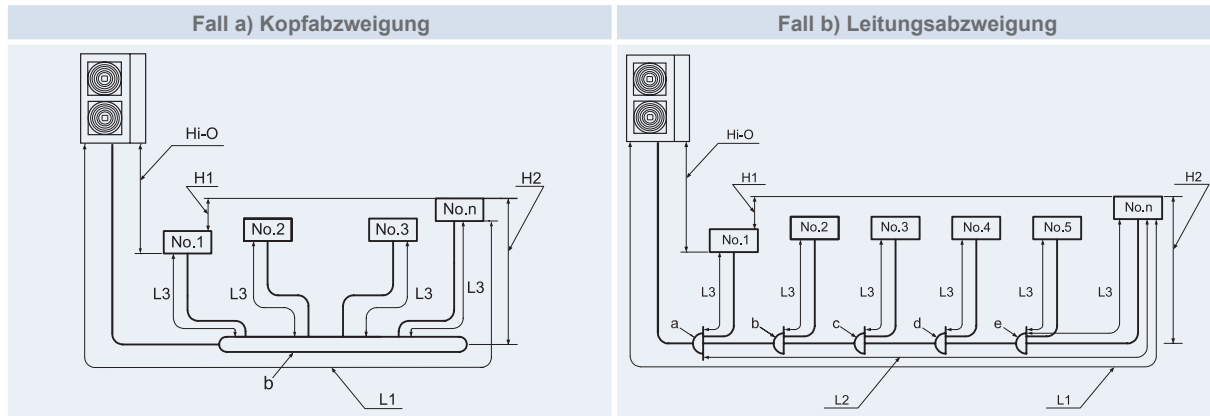 Fall a) Kopfabzweigung
Hi-O
H1
H2
No.1
No.2
No.3
No.n
L3
L3
L3
L3
b
L1
Fall b) Leitungsabzweigung
Hi-O
H1
H2
No.1
No.2
No.3
No.4
No.5
No.n
L3
L3
L3
L3
L3
L3
a
b
c
d
e
L2
L1